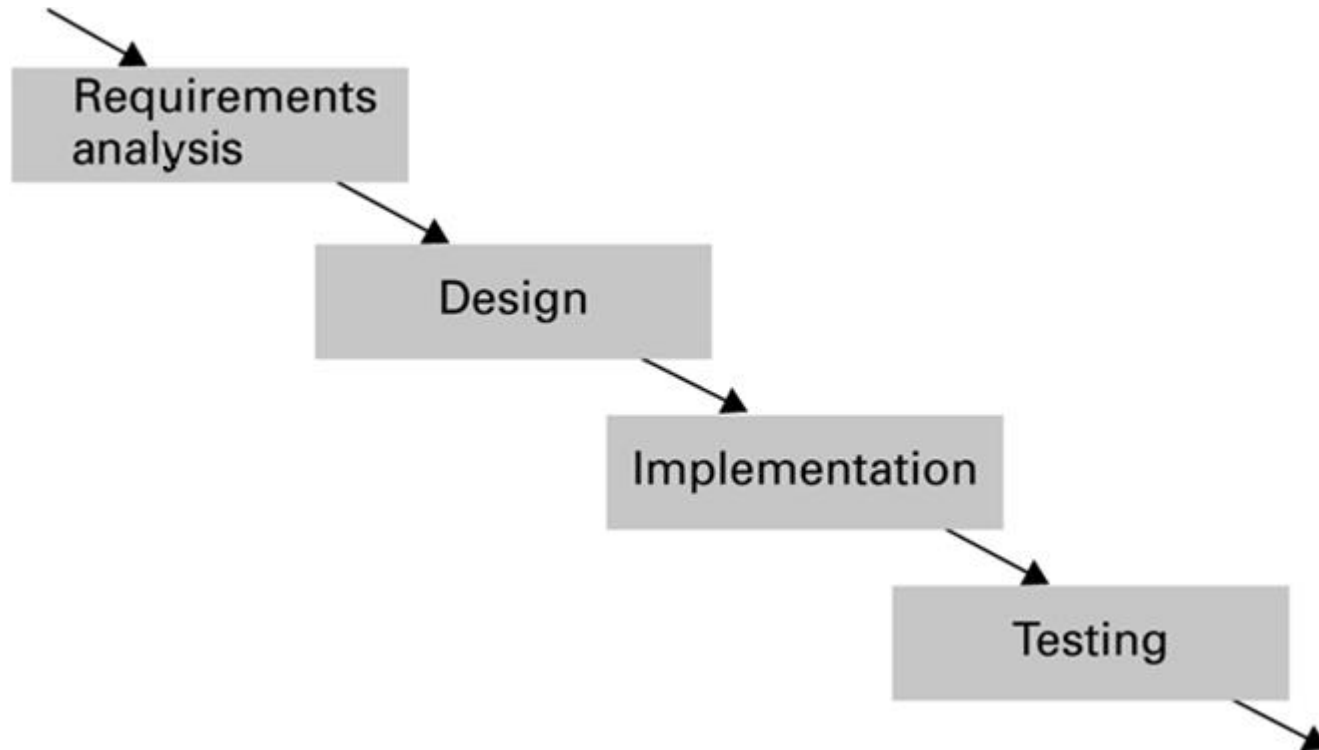 Requirements
analysis
Design
Implementation
Testing